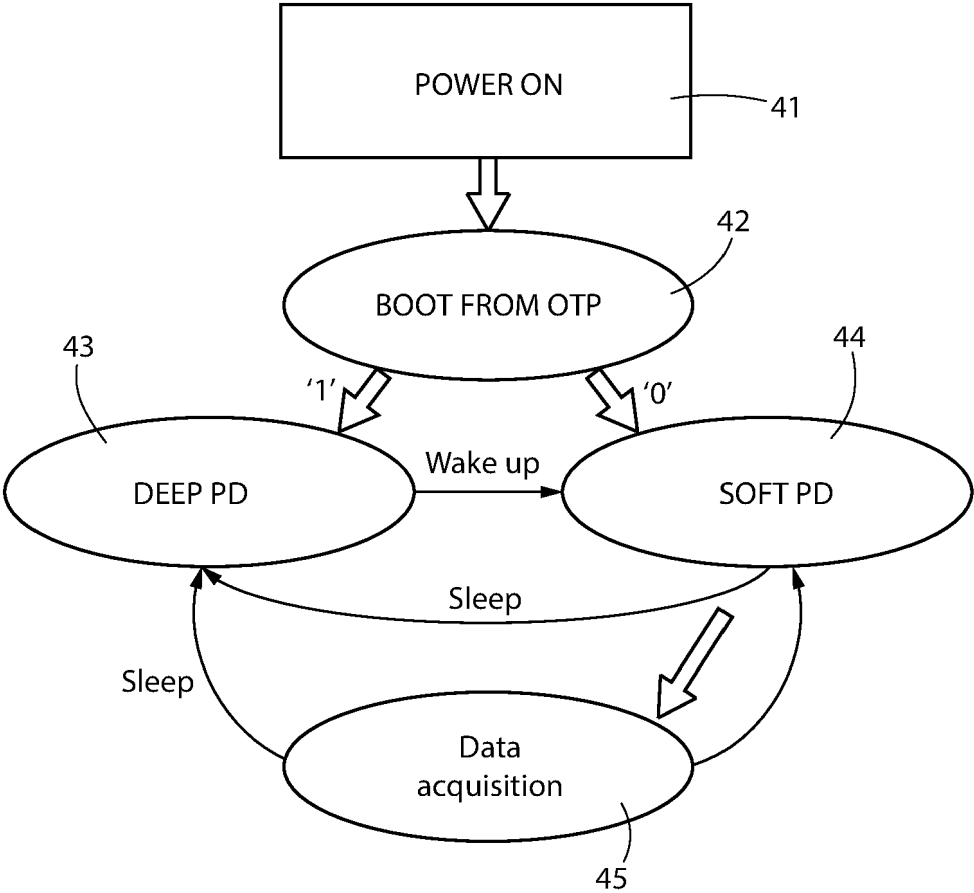 POWER ON
41
42
BOOT FROM OTP
43
44
‘1’
‘0’
Wake up
DEEP PD
SOFT PD
Sleep
Sleep
Data
acquisition
45